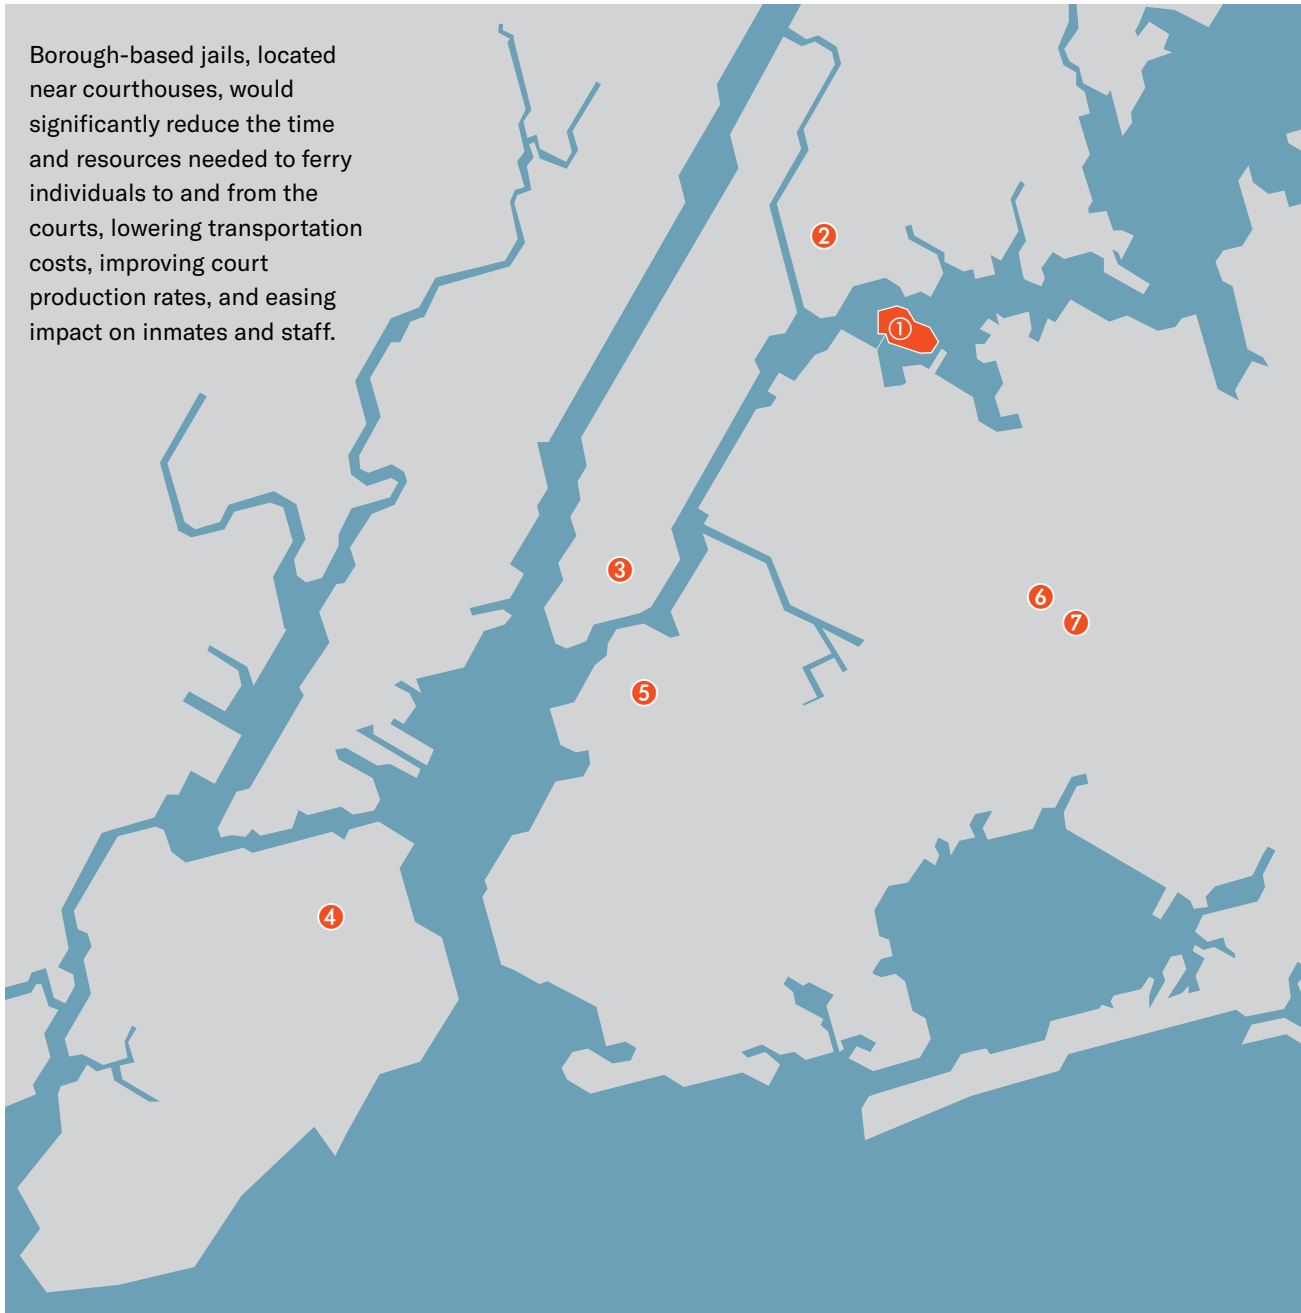 Borough-based jails, located
near courthouses, would
significantly reduce the time
and resources needed to ferry
individuals to and from the
courts, lowering transportation
costs, improving court
production rates, and easing
impact on inmates and staff.
2
1
3
6
7
5
4